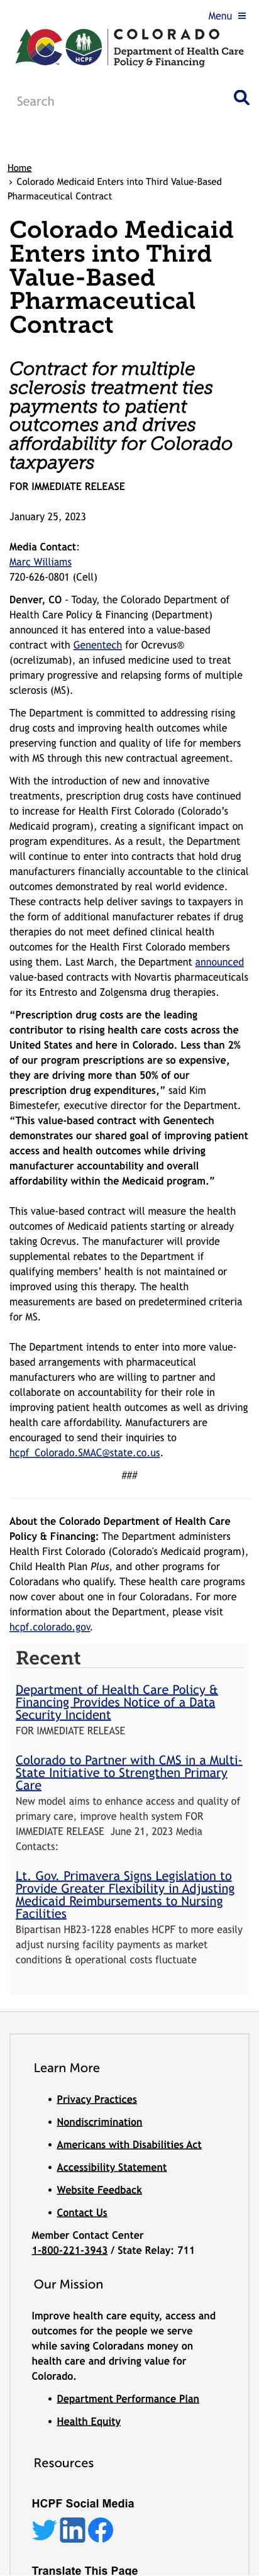 Menu ≡
COLORADO
Department of Health Care
Policy & Financing
HCPF
Search
Home
› Colorado Medicaid Enters into Third Value-Based
Pharmaceutical Contract
Colorado Medicaid
Enters into Third
Value-Based
Pharmaceutical
Contract
Contract for multiple
sclerosis treatment ties
payments to patient
outcomes and drives
affordability for Colorado
taxpayers
FOR IMMEDIATE RELEASE
January 25, 2023
Media Contact:
Marc Williams
720-626-0801 (Cell)
Denver, CO - Today, the Colorado Department of
Health Care Policy & Financing (Department)
announced it has entered into a value-based
contract with Genentech for Ocrevus®
(ocrelizumab), an infused medicine used to treat
primary progressive and relapsing forms of multiple
sclerosis (MS).
The Department is committed to addressing rising
drug costs and improving health outcomes while
preserving function and quality of life for members
with MS through this new contractual agreement.
With the introduction of new and innovative
treatments, prescription drug costs have continued
to increase for Health First Colorado (Colorado’s
Medicaid program), creating a significant impact on
program expenditures. As a result, the Department
will continue to enter into contracts that hold drug
manufacturers financially accountable to the clinical
outcomes demonstrated by real world evidence.
These contracts help deliver savings to taxpayers in
the form of additional manufacturer rebates if drug
therapies do not meet defined clinical health
outcomes for the Health First Colorado members
using them. Last March, the Department announced
value-based contracts with Novartis pharmaceuticals
for its Entresto and Zolgensma drug therapies.
“Prescription drug costs are the leading
contributor to rising health care costs across the
United States and here in Colorado. Less than 2%
of our program prescriptions are so expensive,
they are driving more than 50% of our
prescription drug expenditures,” said Kim
Bimestefer, executive director for the Department.
“This value-based contract with Genentech
demonstrates our shared goal of improving patient
access and health outcomes while driving
manufacturer accountability and overall
affordability within the Medicaid program.”
This value-based contract will measure the health
outcomes of Medicaid patients starting or already
taking Ocrevus. The manufacturer will provide
supplemental rebates to the Department if
qualifying members’ health is not maintained or
improved using this therapy. The health
measurements are based on predetermined criteria
for MS.
The Department intends to enter into more value-
based arrangements with pharmaceutical
manufacturers who are willing to partner and
collaborate on accountability for their role in
improving patient health outcomes as well as driving
health care affordability. Manufacturers are
encouraged to send their inquiries to
hcpf_Colorado.SMAC@state.co.us.
###
About the Colorado Department of Health Care
Policy & Financing: The Department administers
Health First Colorado (Colorado's Medicaid program),
Child Health Plan Plus, and other programs for
Coloradans who qualify. These health care programs
now cover about one in four Coloradans. For more
information about the Department, please visit
hcpf.colorado.gov.
Recent
Department of Health Care Policy &
Financing Provides Notice of a Data
Security Incident
FOR IMMEDIATE RELEASE
Colorado to Partner with CMS in a Multi-
State Initiative to Strengthen Primary
Care
New model aims to enhance access and quality of
primary care, improve health system FOR
IMMEDIATE RELEASE  June 21, 2023 Media
Contacts:
Lt. Gov. Primavera Signs Legislation to
Provide Greater Flexibility in Adjusting
Medicaid Reimbursements to Nursing
Facilities
Bipartisan HB23-1228 enables HCPF to more easily
adjust nursing facility payments as market
conditions & operational costs fluctuate
Learn More
• Privacy Practices
• Nondiscrimination
• Americans with Disabilities Act
• Accessibility Statement
• Website Feedback
• Contact Us
Member Contact Center
1-800-221-3943 / State Relay: 711
Our Mission
Improve health care equity, access and
outcomes for the people we serve
while saving Coloradans money on
health care and driving value for
Colorado.
• Department Performance Plan
• Health Equity
Resources
HCPF Social Media
Translate This Page